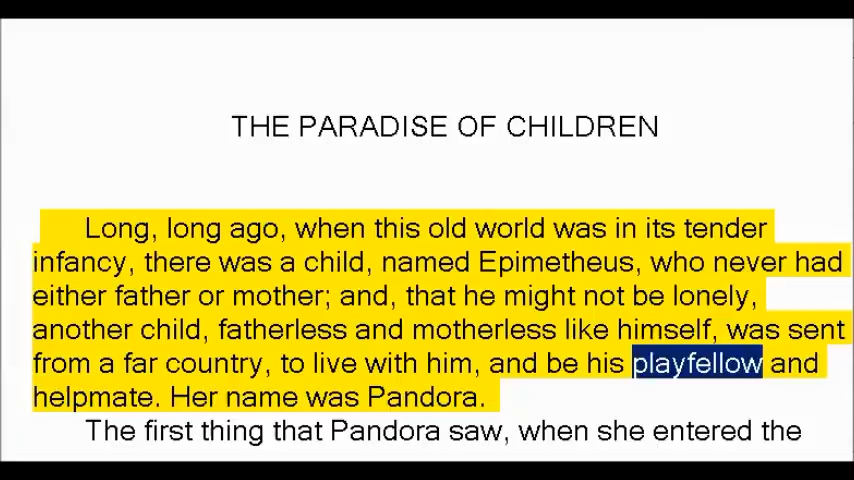 THE PARADISE OF CHILDREN
Long, long ago, when this old world was in its tender
infancy, there was a child, named Epimetheus, who never had
either father or mother; and, that he might not be lonely,
another child, fatherless and motherless like himself, was sent
from a far country, to live with him, and be his playfellow and
helpmate. Her name was Pandora.
The first thing that Pandora saw, when she entered the